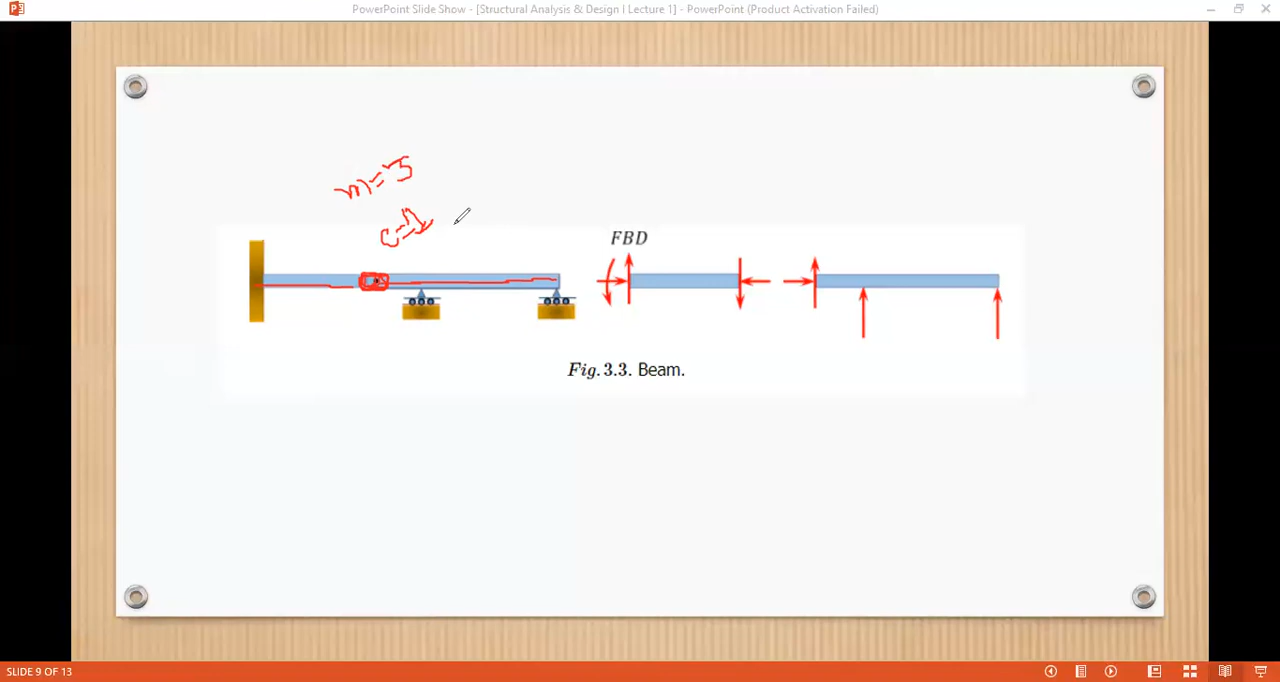 PowerPoint Slide Show - [Structural Analysis & Design I Lecture 1] - PowerPoint (Product Activation Failed)
FBD
Fig. 3.3. Beam.
SLIDE 9 OF 13